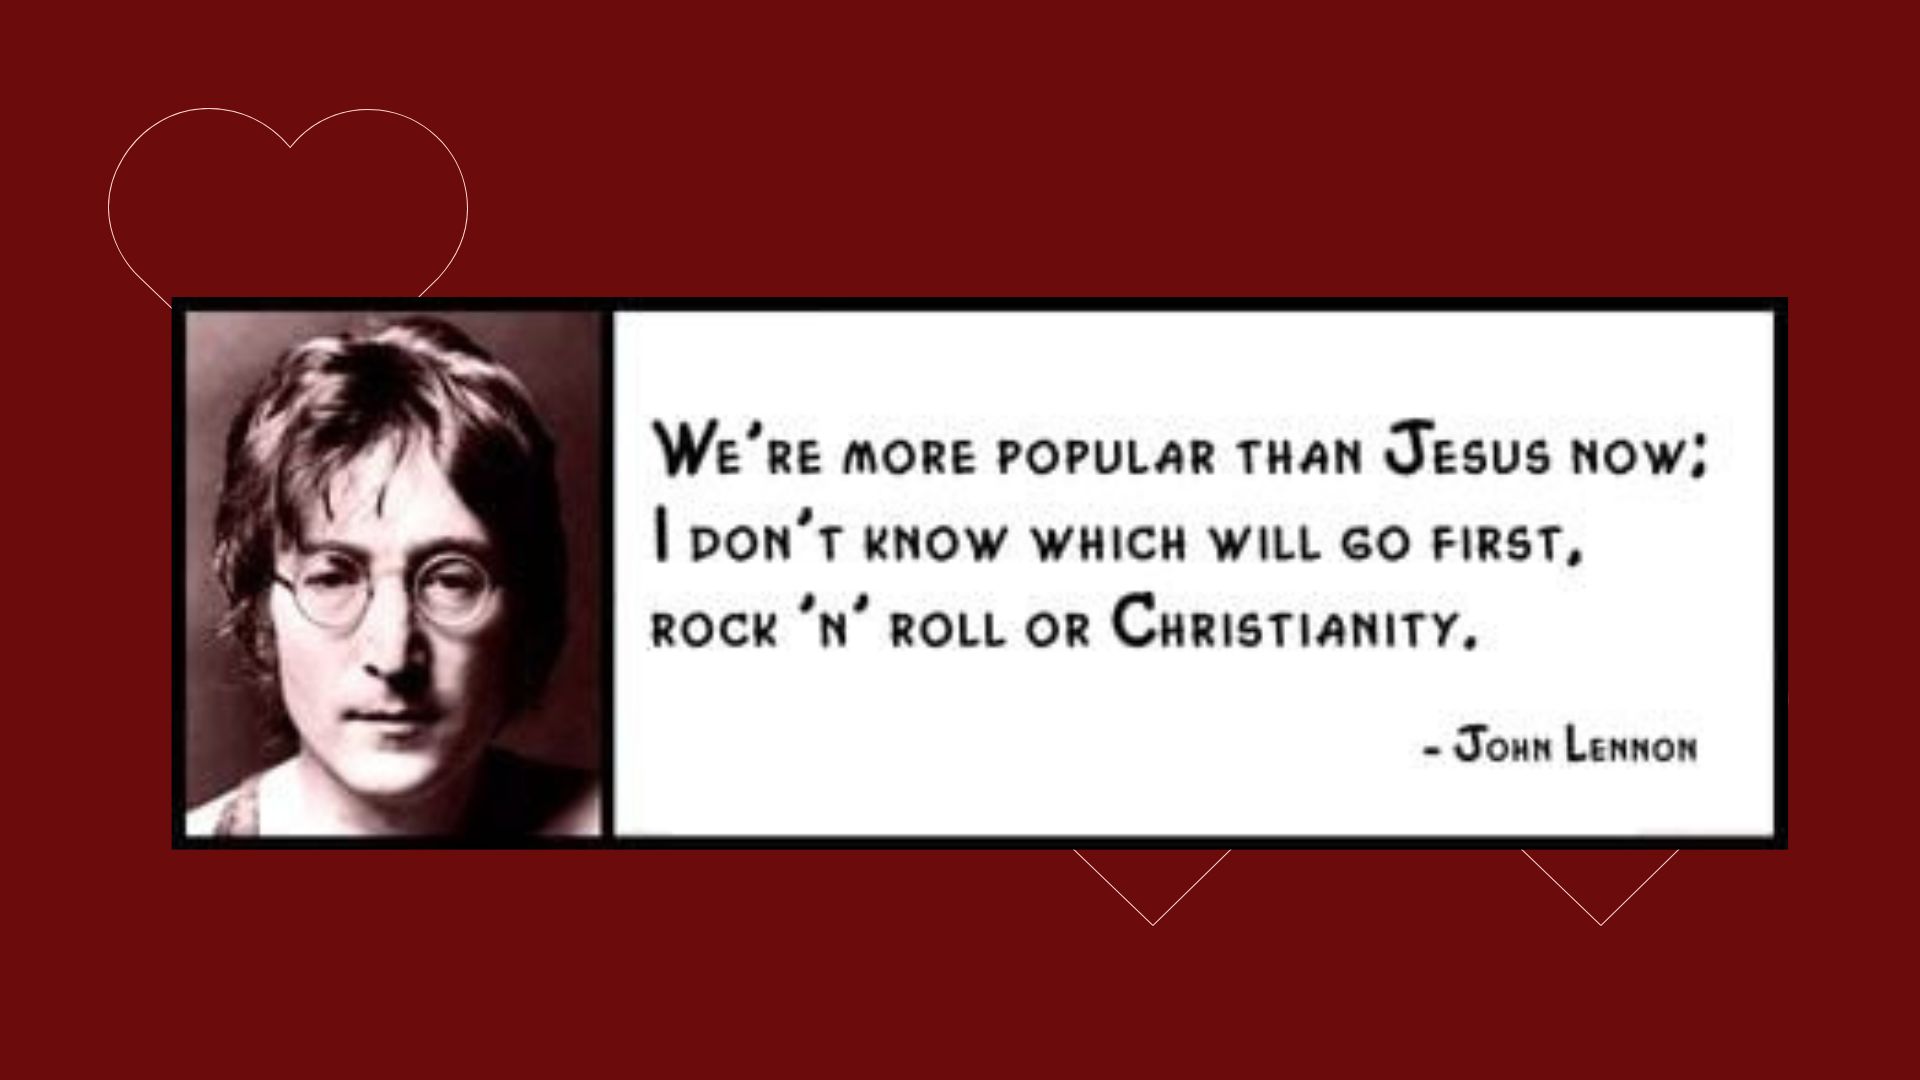 We're more popular than Jesus now;
I don't know which will go first,
rock 'n' roll or Christianity.
- John Lennon